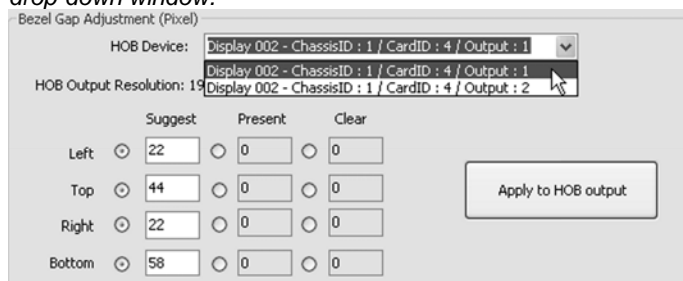 drop down window.
Bezel Gap Adjustment (Pixel)
HOB Device: Display 002 - ChassisID : 1 / CardID : 4 / Output : 1
Display 002 - ChassisID : 1 / CardID : 4 / Output : 1
HOB Output Resolution: 19 Display 002 - ChassisID : 1 / CardID : 4 / Output : 2
Suggest Present Clear
Left 22 0 0
Top 44 0 0 Apply to HOB output
Right 22 0 0
Bottom 58 0 0